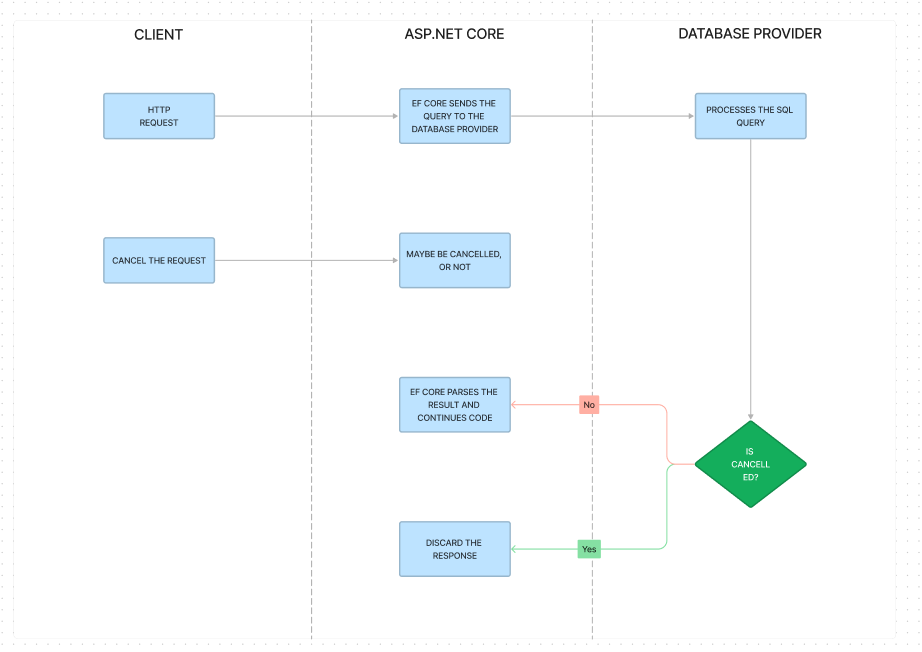 CLIENT
ASP.NET CORE
DATABASE PROVIDER
HTTP
REQUEST
EF CORE SENDS THE
QUERY TO THE
DATABASE PROVIDER
PROCESSES THE SQL
QUERY
CANCEL THE REQUEST
MAYBE BE CANCELLED,
OR NOT
EF CORE PARSES THE
RESULT AND
CONTINUES CODE
No
IS
CANCELL
ED?
DISCARD THE
RESPONSE
Yes